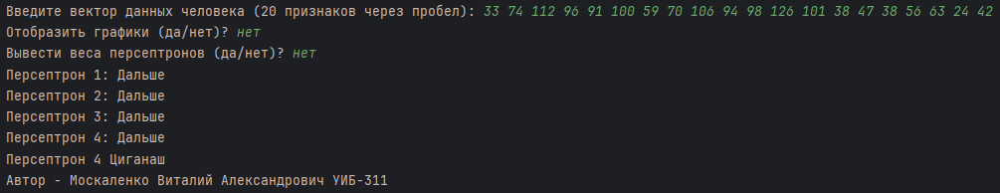 Введите вектор данных человека (20 признаков через пробел): 33 74 112 96 91 100 59 70 106 94 98 126 101 38 47 38 56 63 24 42
Отобразить графики (да/нет)? нет
Вывести веса персептронов (да/нет)? нет
Персептрон 1: Дальше
Персептрон 2: Дальше
Персептрон 3: Дальше
Персептрон 4: Дальше
Персептрон 4 Циганаш
Автор - Москаленко Виталий Александрович УИБ-311